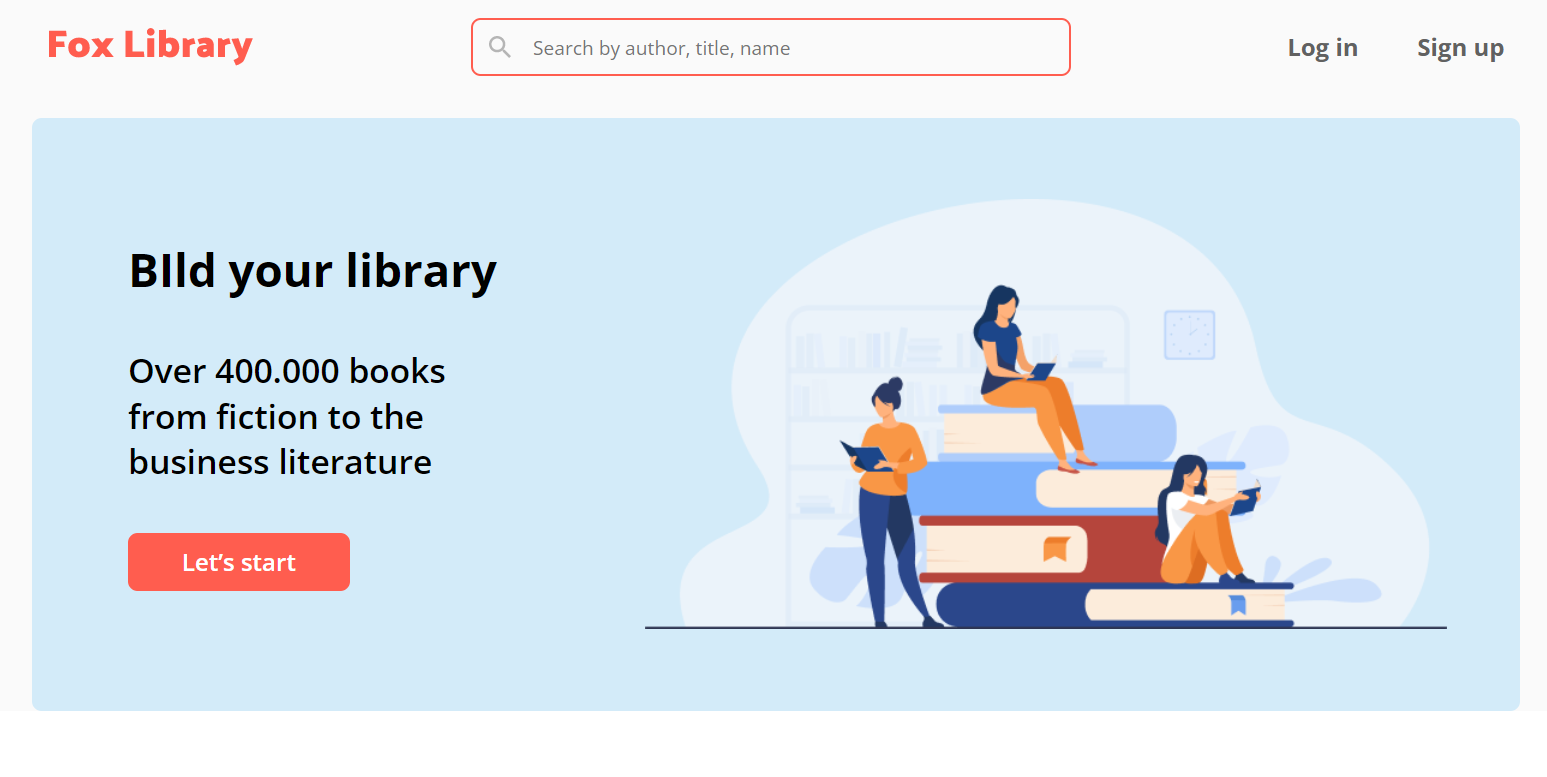 Fox Library
Search by author, title, name
Log in
Sign up
BIld your library
Over 400.000 books
from fiction to the
business literature
Let’s start